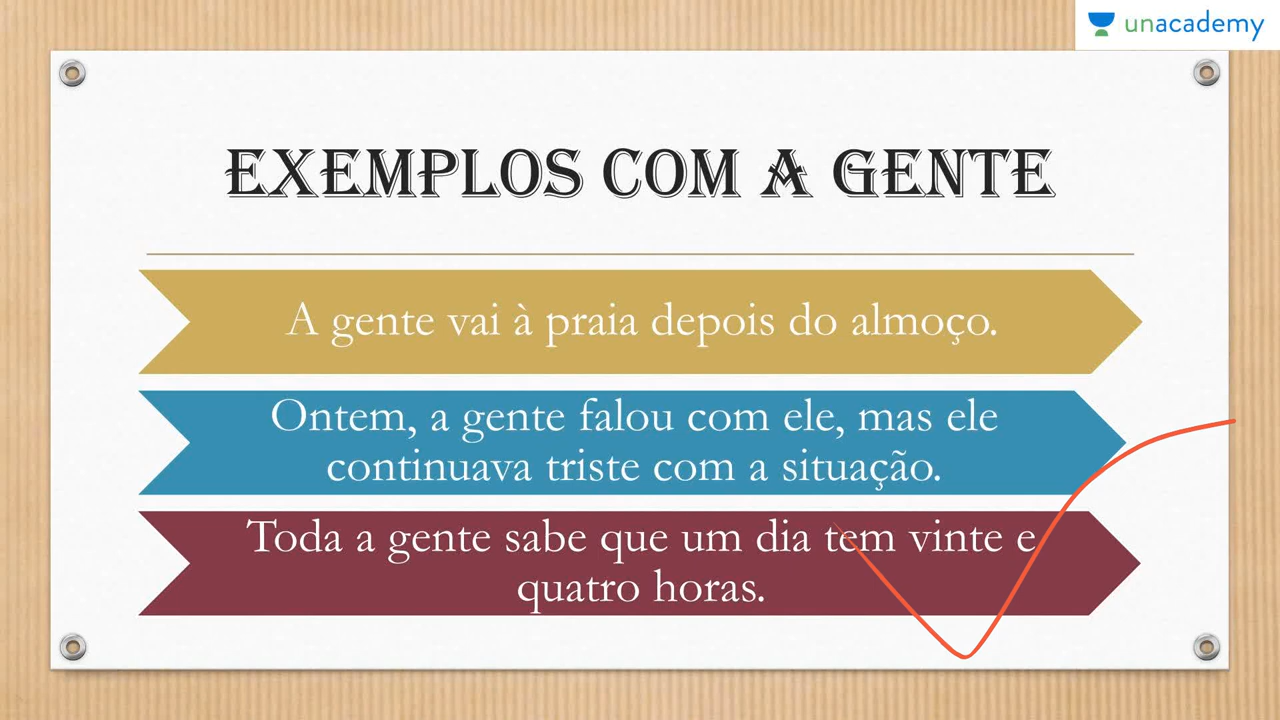 unacademy
EXEMPLOS COM A GENTE
A gente vai à praia depois do almoço.
Ontem, a gente falou com ele, mas ele
continuava triste com a situação.
Toda a gente sabe que um dia tem vinte e
quatro horas.